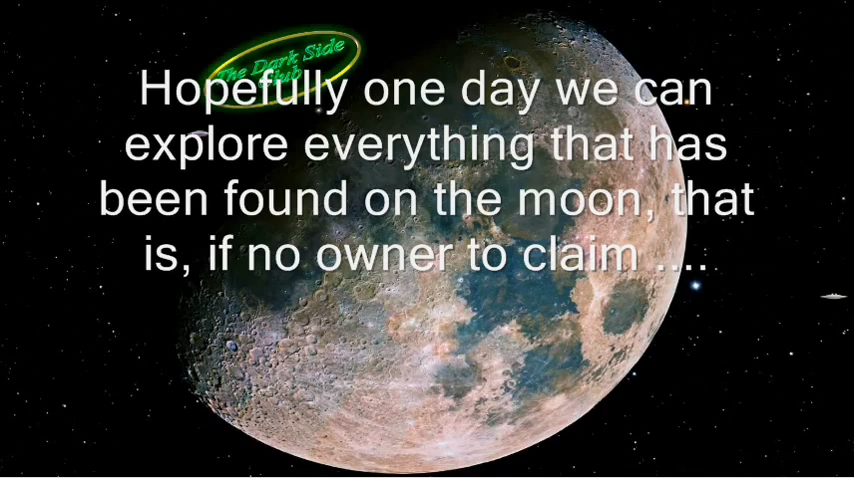 The Dark Side
Club
Hopefully one day we can
explore everything that has
been found on the moon, that
is, if no owner to claim ....